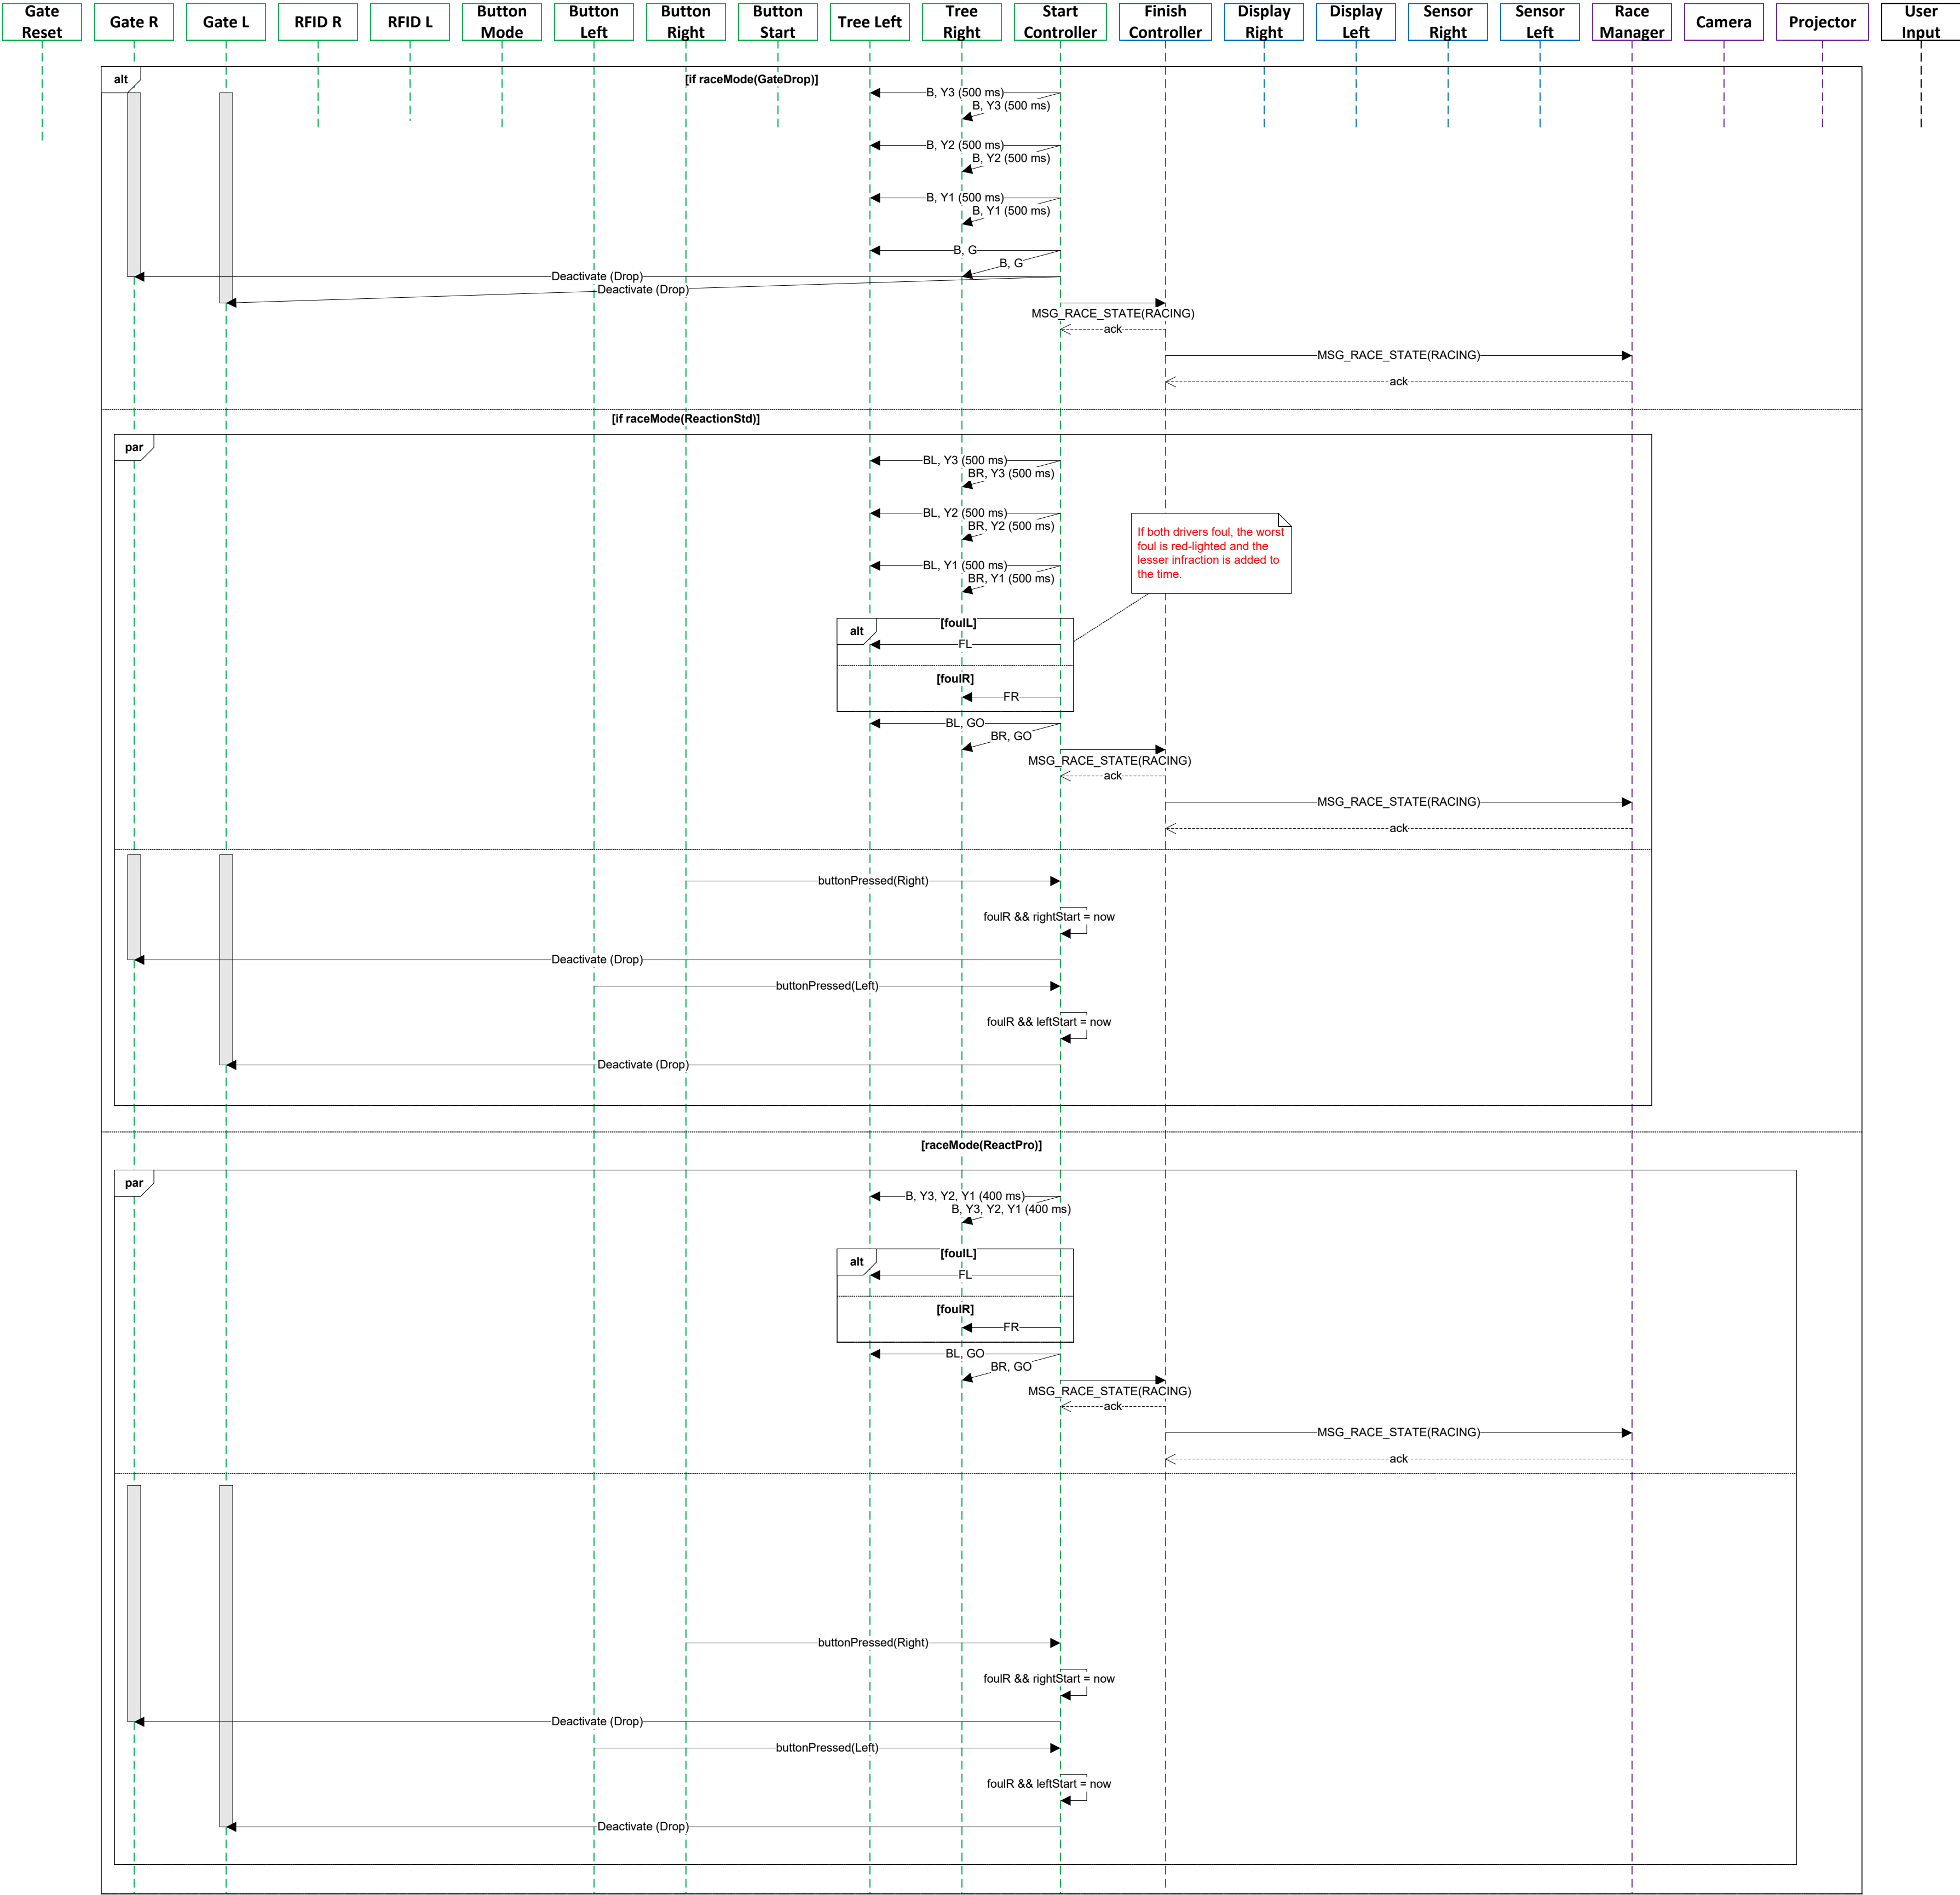 Gate
Reset
Gate R
Gate L
RFID R
RFID L
Button
Mode
Button
Left
Button
Right
Button
Start
Tree Left
Tree
Right
Start
Controller
Finish
Controller
Display
Right
Display
Left
Sensor
Right
Sensor
Left
Race
Manager
Camera
Projector
User
Input
alt
[if raceMode(GateDrop)]
B, Y3 (500 ms)
B, Y3 (500 ms)
B, Y2 (500 ms)
B, Y2 (500 ms)
B, Y1 (500 ms)
B, Y1 (500 ms)
B, G
B, G
Deactivate (Drop)
Deactivate (Drop)
MSG_RACE_STATE(RACING)
ack
MSG_RACE_STATE(RACING)
ack
[if raceMode(ReactionStd)]
par
BL, Y3 (500 ms)
BR, Y3 (500 ms)
BL, Y2 (500 ms)
BR, Y2 (500 ms)
If both drivers foul, the worst
foul is red-lighted and the
lesser infraction is added to
the time.
BL, Y1 (500 ms)
BR, Y1 (500 ms)
alt
[foulL]
FL
[foulR]
FR
BL, GO
BR, GO
MSG_RACE_STATE(RACING)
ack
MSG_RACE_STATE(RACING)
ack
buttonPressed(Right)
foulR && rightStart = now
Deactivate (Drop)
buttonPressed(Left)
foulR && leftStart = now
Deactivate (Drop)
[raceMode(ReactPro)]
par
B, Y3, Y2, Y1 (400 ms)
B, Y3, Y2, Y1 (400 ms)
alt
[foulL]
FL
[foulR]
FR
BL, GO
BR, GO
MSG_RACE_STATE(RACING)
ack
MSG_RACE_STATE(RACING)
ack
buttonPressed(Right)
foulR && rightStart = now
Deactivate (Drop)
buttonPressed(Left)
foulR && leftStart = now
Deactivate (Drop)